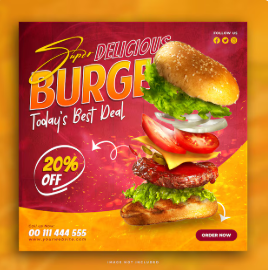 FOLLOW US
Super DELICIOUS
BURGE
Today's Best Deal
20%
OFF
00 111 444 555
www.yourwebsite.com
ORDER NOW
IMAGE NOT INCLUDED